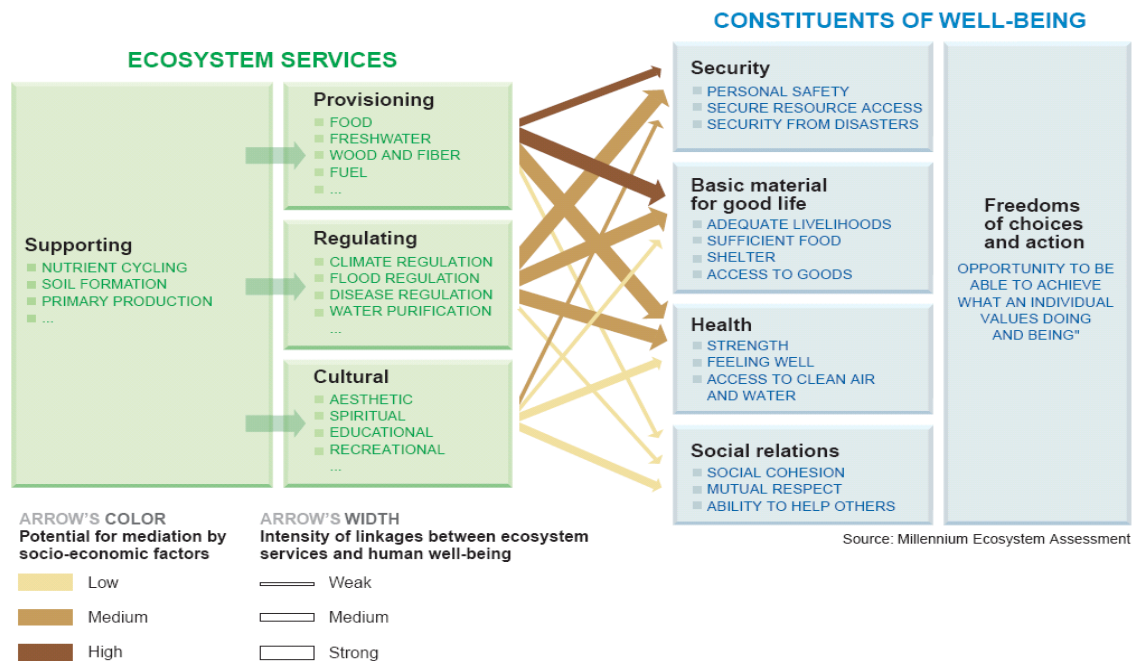 CONSTITUENTS OF WELL-BEING
ECOSYSTEM SERVICES
Supporting
NUTRIENT CYCLING
SOIL FORMATION
PRIMARY PRODUCTION
...
Provisioning
FOOD
FRESHWATER
WOOD AND FIBER
FUEL
...
Regulating
CLIMATE REGULATION
FLOOD REGULATION
DISEASE REGULATION
WATER PURIFICATION
...
Cultural
AESTHETIC
SPIRITUAL
EDUCATIONAL
RECREATIONAL
...
Security
PERSONAL SAFETY
SECURE RESOURCE ACCESS
SECURITY FROM DISASTERS
Basic material
for good life
ADEQUATE LIVELIHOODS
SUFFICIENT FOOD
SHELTER
ACCESS TO GOODS
Health
STRENGTH
FEELING WELL
ACCESS TO CLEAN AIR
AND WATER
Social relations
SOCIAL COHESION
MUTUAL RESPECT
ABILITY TO HELP OTHERS
Freedoms
of choices
and action
OPPORTUNITY TO BE
ABLE TO ACHIEVE
WHAT AN INDIVIDUAL
VALUES DOING
AND BEING"
Source: Millennium Ecosystem Assessment
ARROW'S COLOR
Potential for mediation by
socio-economic factors
Low
Medium
High
ARROW'S WIDTH
Intensity of linkages between ecosystem
services and human well-being
Weak
Medium
Strong